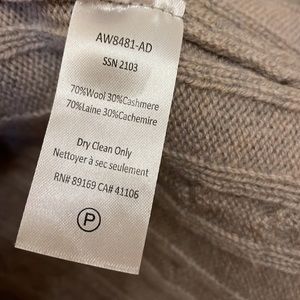 AW8481-AD
SSN 2103
70%Wool 30%Cashmere
70%Laine 30%Cachemire
Dry Clean Only
Nettoyer à sec seulement
RN# 89169 CA# 41106
P